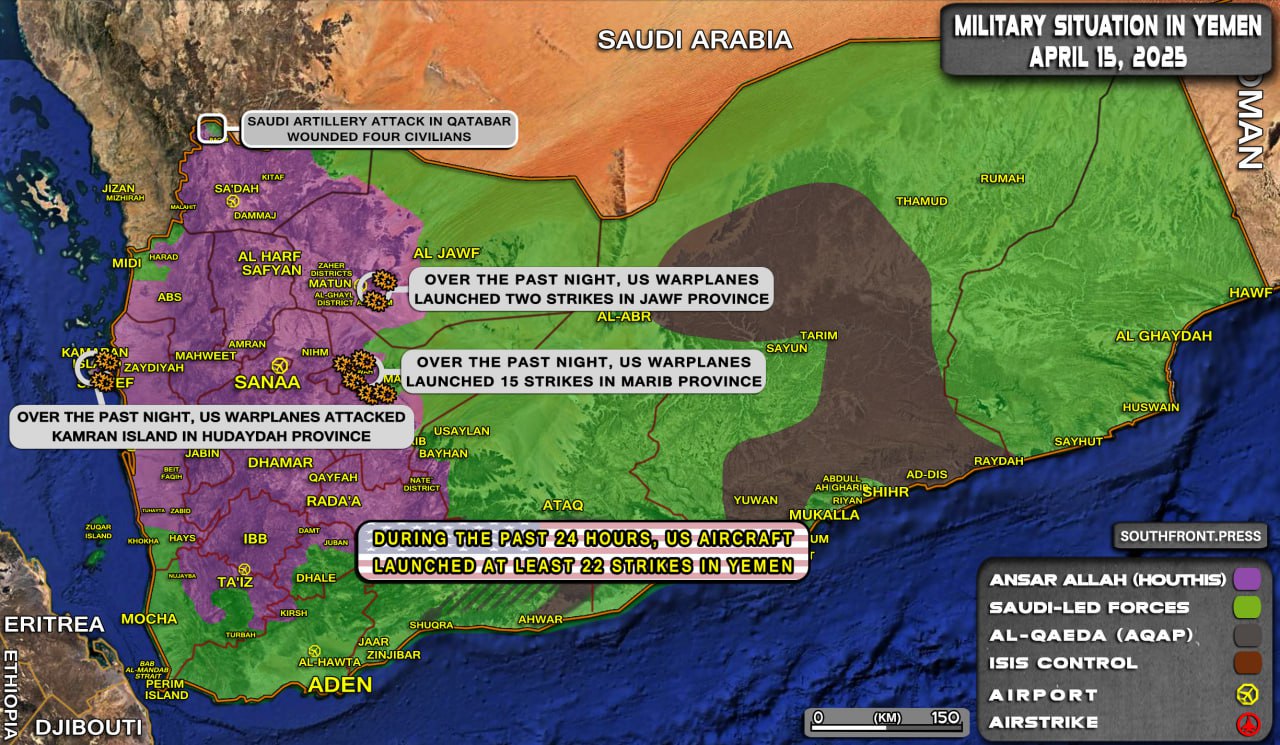 SAUDI ARABIA
MILITARY SITUATION IN YEMEN
APRIL 15, 2025
OMAN
SAUDI ARTILLERY ATTACK IN QATABAR
WOUNDED FOUR CIVILIANS
KITAF
SA'DAH
JIZAN
MIZHIRAH
MALAHIT
DAMMAJ
RUMAH
THAMUD
MIDI
HARAD
AL HARF
SAFYAN
AL JAWF
ZAHER
DISTRICTS
MATUN
AL-GHAYL
DISTRICT
OVER THE PAST NIGHT, US WARPLANES
LAUNCHED TWO STRIKES IN JAWF PROVINCE
ABS
HAWF
AL-ABR
TARIM
SAYUN
AL GHAYDAH
KAMARAN
ZAYDIYAH
MAHWEET
AMRAN
NIHM
SANAA
OVER THE PAST NIGHT, US WARPLANES
LAUNCHED 15 STRIKES IN MARIB PROVINCE
OVER THE PAST NIGHT, US WARPLANES ATTACKED
KAMRAN ISLAND IN HUDAYDAH PROVINCE
HUSWAIN
USAYLAN
BAYHAN
SAYHUT
JABIN
DHAMAR
RAYDAH
BEIT
FAQIH
QAYFAH
NATE
DISTRICT
AD-DIS
ABDULL
AH GHARIB
RIYAN
SHIHR
YUWAN
MUKALLA
RADA'A
ATAQ
TUHAYTA
ZABID
ZUQAR
ISLAND
KHOKHA
HAYS
IBB
DAMT
JUBAN
DURING THE PAST 24 HOURS, US AIRCRAFT
LAUNCHED AT LEAST 22 STRIKES IN YEMEN
UM
T
SOUTHFRONT.PRESS
NUJAYBA
TA'IZ
DHALE
ANSAR ALLAH (HOUTHIS)
SAUDI-LED FORCES
AL-QAEDA (AQAP)
ISIS CONTROL
AIRPORT
AIRSTRIKE
MOCHA
KIRSH
TURBAH
SHUQRA
AHWAR
ERITREA
ETHIOPIA
JAAR
ZINJIBAR
AL-HAWTA
BAB
AL-MANDAB
STRAIT
PERIM
ISLAND
ADEN
DJIBOUTI
0 (KM) 150